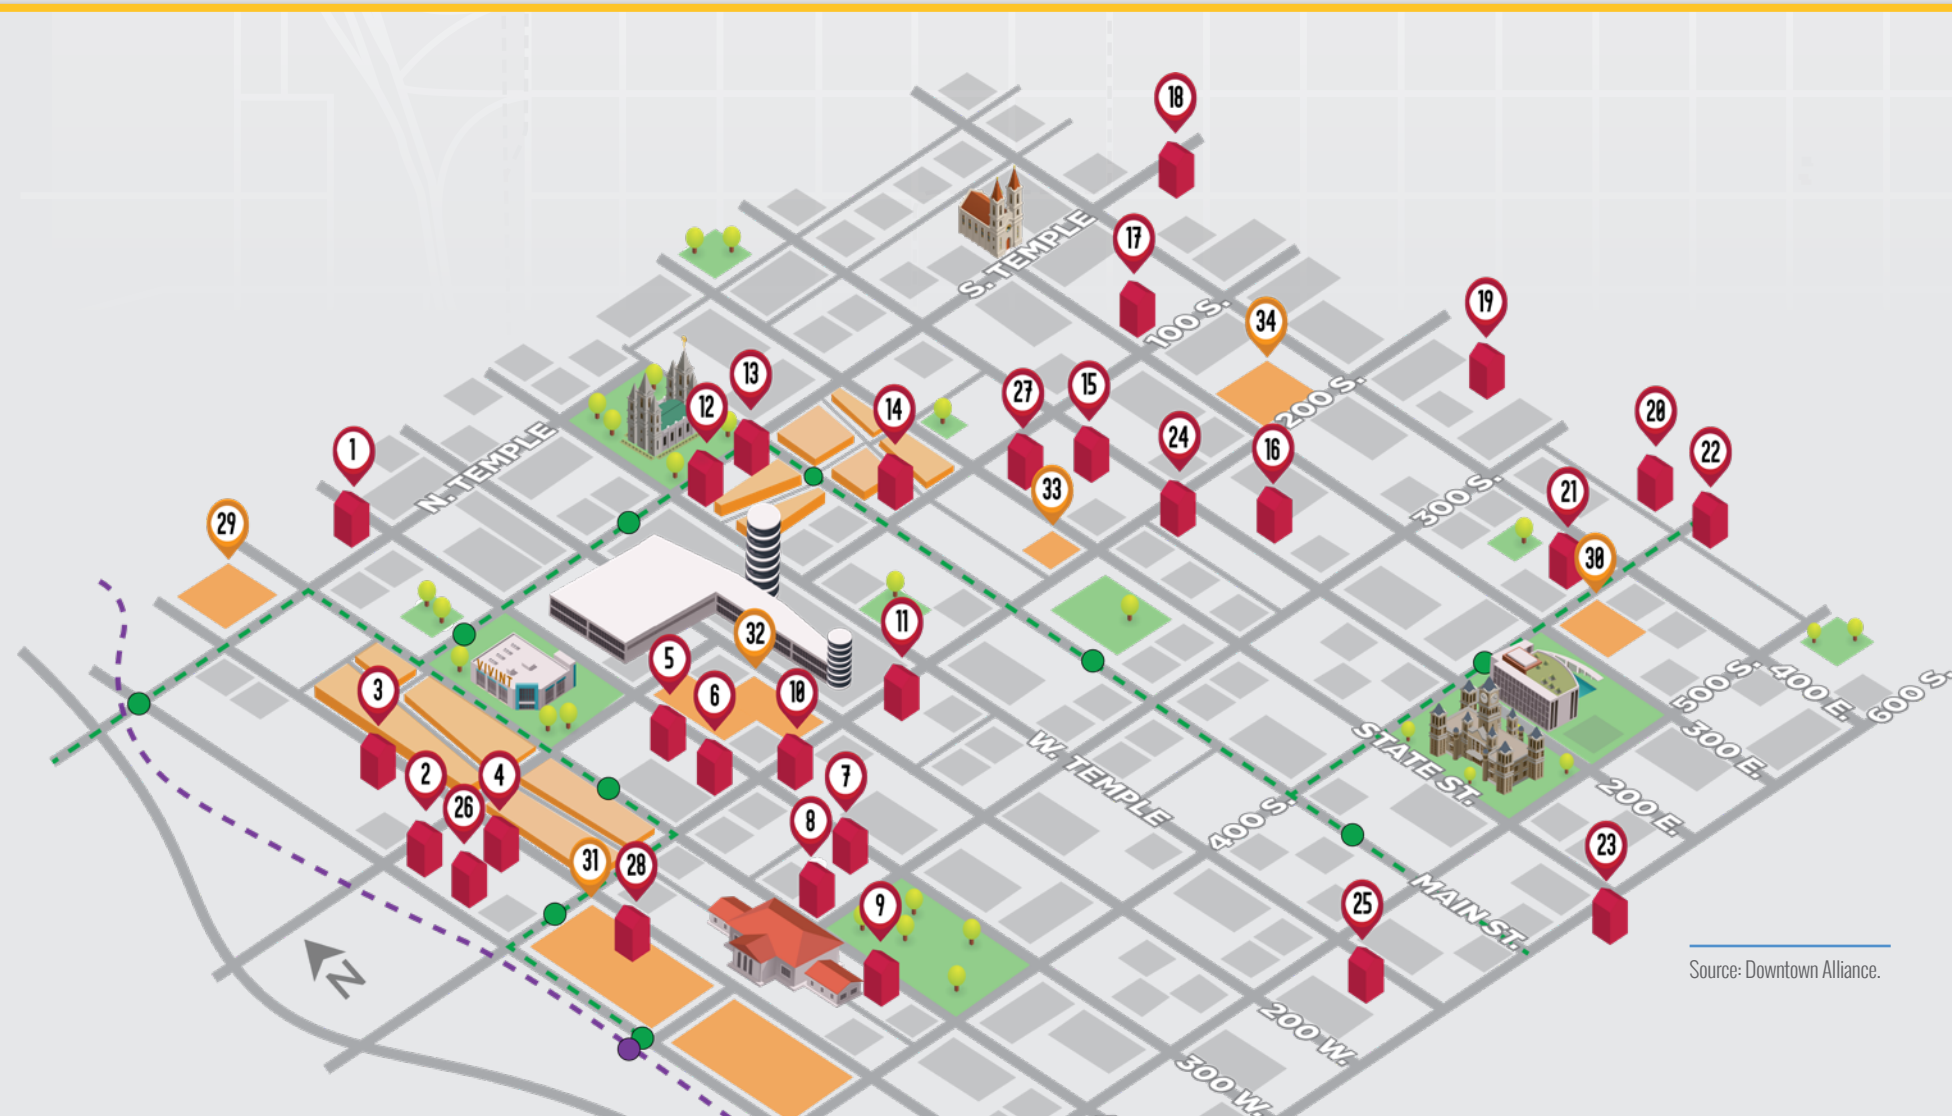 18
17
S. TEMPLE
19
100 S.
34
13
27
15
200 S.
12
14
20
24
16
22
1
N. TEMPLE
33
300 S.
21
29
30
11
32
5
VIVINT
3
6
10
500 S.
400 E.
600 S.
W. TEMPLE
STATE ST.
300 E.
2
4
7
26
8
400 S.
200 E.
23
31
28
9
25
MAIN ST.
N
Source: Downtown Alliance.
200 W.
300 W.